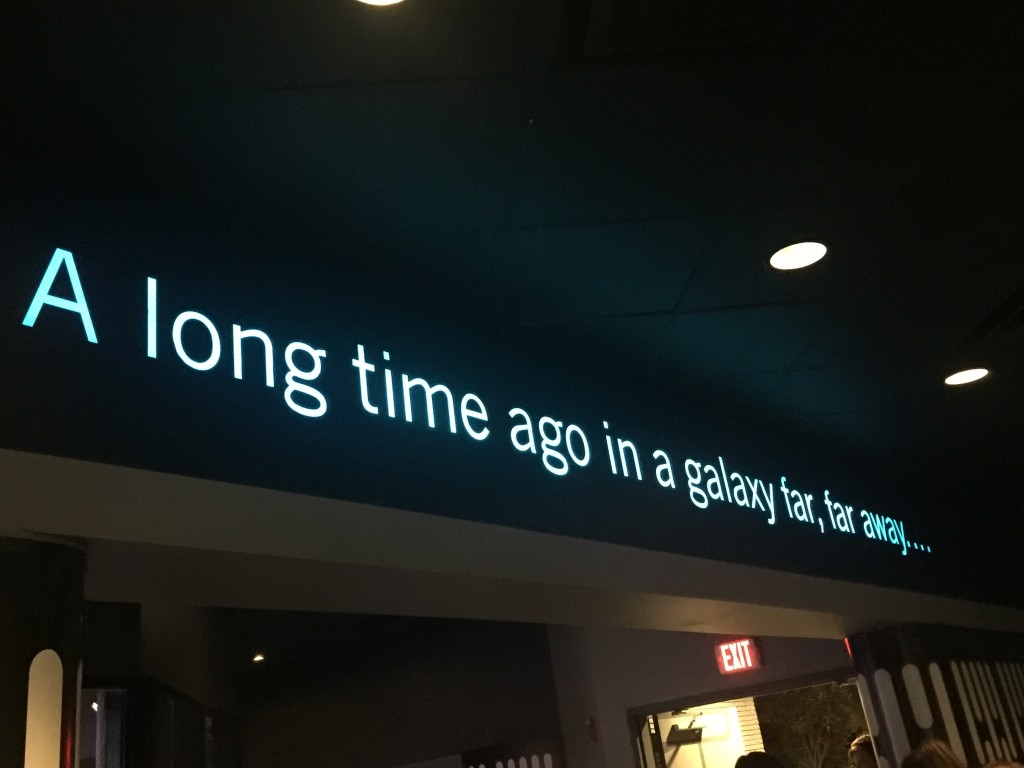 A long time ago in a galaxy far, far away....
EXIT